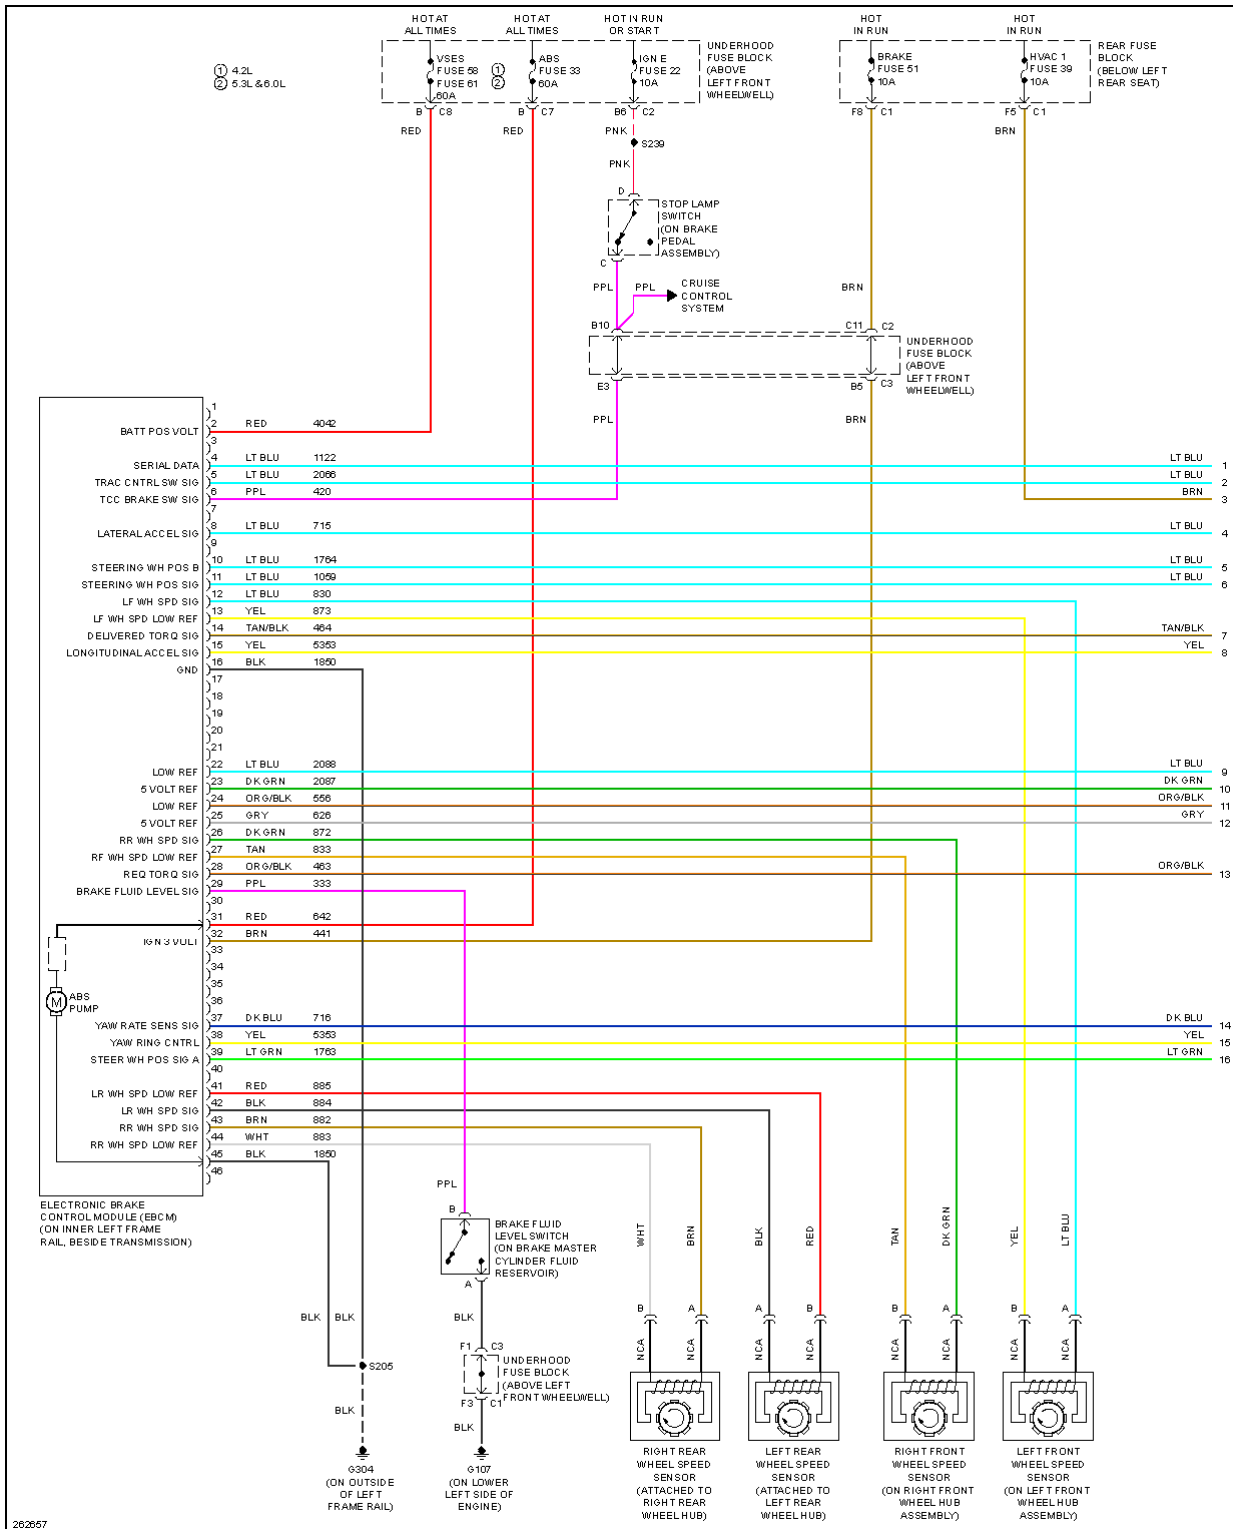 HOT AT
ALL TIMES
HOT AT
ALL TIMES
HOT IN RUN
OR START
HOT
IN RUN
HOT
IN RUN
① 4.2L
② 5.3L & 6.0L
VSES
FUSE 58
FUSE 61
60A
①
②
ABS
FUSE 33
60A
IGN E
FUSE 22
10A
UNDERHOOD
FUSE BLOCK
(ABOVE
LEFT FRONT
WHEELWELL)
BRAKE
FUSE 51
10A
HVAC 1
FUSE 39
10A
REAR FUSE
BLOCK
(BELOW LEFT
REAR SEAT)
B C8
B C7
B6 C2
F8 C1
F5 C1
RED
RED
PNK
BRN
S239
PNK
D
STOP LAMP
SWITCH
(ON BRAKE
PEDAL
ASSEMBLY)
C
PPL
PPL
CRUISE
CONTROL
SYSTEM
BRN
B10
C11 C2
UNDERHOOD
FUSE BLOCK
(ABOVE
LEFT FRONT
WHEELWELL)
E3
B5 C3
PPL
BRN
1
BATT POS VOLT 2 RED 4042
3
SERIAL DATA 4 LT BLU 1122 LT BLU 1
TRAC CNTRL SW SIG 5 LT BLU 2066 LT BLU 2
TCC BRAKE SW SIG 6 PPL 420 BRN 3
7
LATERAL ACCEL SIG 8 LT BLU 715 LT BLU 4
9
STEERING WH POS B 10 LT BLU 1764 LT BLU 5
STEERING WH POS SIG 11 LT BLU 1059 LT BLU 6
LF WH SPD SIG 12 LT BLU 830
LF WH SPD LOW REF 13 YEL 873
DELIVERED TORQ SIG 14 TAN/BLK 464 TAN/BLK 7
LONGITUDINAL ACCEL SIG 15 YEL 5353 YEL 8
GND 16 BLK 1850
17
18
19
20
21
LOW REF 22 LT BLU 2088 LT BLU 9
5 VOLT REF 23 DK GRN 2087 DK GRN 10
LOW REF 24 ORG/BLK 556 ORG/BLK 11
5 VOLT REF 25 GRY 626 GRY 12
RR WH SPD SIG 26 DK GRN 872
RF WH SPD LOW REF 27 TAN 833
REQ TORQ SIG 28 ORG/BLK 463 ORG/BLK 13
BRAKE FLUID LEVEL SIG 29 PPL 333
30
31 RED 642
IGN 3 VOLT 32 BRN 441
33
34
35
36
M ABS
PUMP
YAW RATE SENS SIG 37 DK BLU 716 DK BLU 14
YAW RING CNTRL 38 YEL 5353 YEL 15
STEER WH POS SIG A 39 LT GRN 1763 LT GRN 16
40
LR WH SPD LOW REF 41 RED 885
LR WH SPD SIG 42 BLK 884
RR WH SPD SIG 43 BRN 882
RR WH SPD LOW REF 44 WHT 883
45 BLK 1850
46
ELECTRONIC BRAKE
CONTROL MODULE (EBCM)
(ON INNER LEFT FRAME
RAIL, BESIDE TRANSMISSION)
PPL
B
BRAKE FLUID
LEVEL SWITCH
(ON BRAKE MASTER
CYLINDER FLUID
RESERVOIR)
A
WHT
BRN
BLK
RED
TAN
DK GRN
YEL
LT BLU
BLK
BLK
BLK
B
A
A
B
B
A
B
A
NCA
NCA
NCA
NCA
NCA
NCA
NCA
NCA
S205
F1 C3
UNDERHOOD
FUSE BLOCK
(ABOVE LEFT
FRONT WHEELWELL)
F3 C1
BLK
BLK
G304
(ON OUTSIDE
OF LEFT
FRAME RAIL)
G107
(ON LOWER
LEFT SIDE OF
ENGINE)
RIGHT REAR
WHEEL SPEED
SENSOR
(ATTACHED TO
RIGHT REAR
WHEEL HUB)
LEFT REAR
WHEEL SPEED
SENSOR
(ATTACHED TO
LEFT REAR
WHEEL HUB)
RIGHT FRONT
WHEEL SPEED
SENSOR
(ON RIGHT FRONT
WHEEL HUB
ASSEMBLY)
LEFT FRONT
WHEEL SPEED
SENSOR
(ON LEFT FRONT
WHEEL HUB
ASSEMBLY)
262657